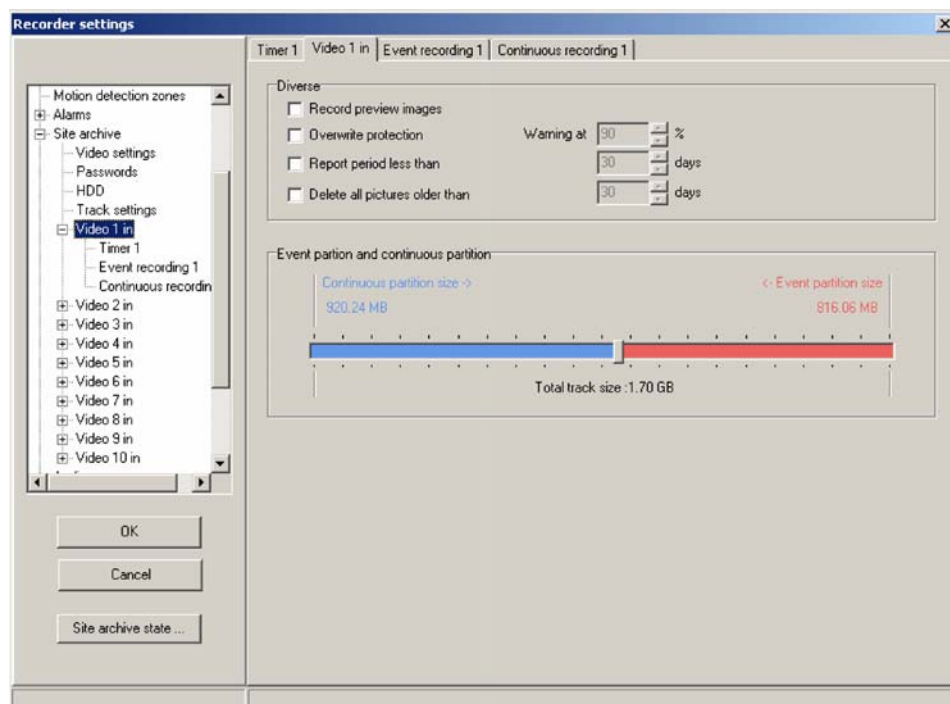 Recorder settings
Timer 1
Video 1 in
Event recording 1
Continuous recording 1
Motion detection zones
Alarms
Site archive
Video settings
Passwords
HDD
Track settings
Video 1 in
Timer 1
Event recording 1
Continuous recordin
Video 2 in
Video 3 in
Video 4 in
Video 5 in
Video 6 in
Video 7 in
Video 8 in
Video 9 in
Video 10 in
OK
Cancel
Site archive state ...
Diverse
Record preview images
Overwrite protection Warning at 90 %
Report period less than 30 days
Delete all pictures older than 30 days
Event partion and continuous partition
Continuous partition size -> <- Event partition size
920.24 MB 816.06 MB
Total track size :1.70 GB